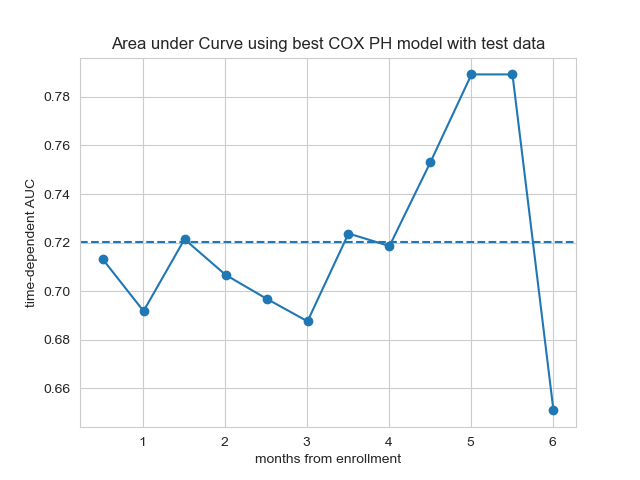 Area under Curve using best COX PH model with test data
time-dependent AUC
0.78
0.76
0.74
0.72
0.70
0.68
0.66
1 2 3 4 5 6
months from enrollment